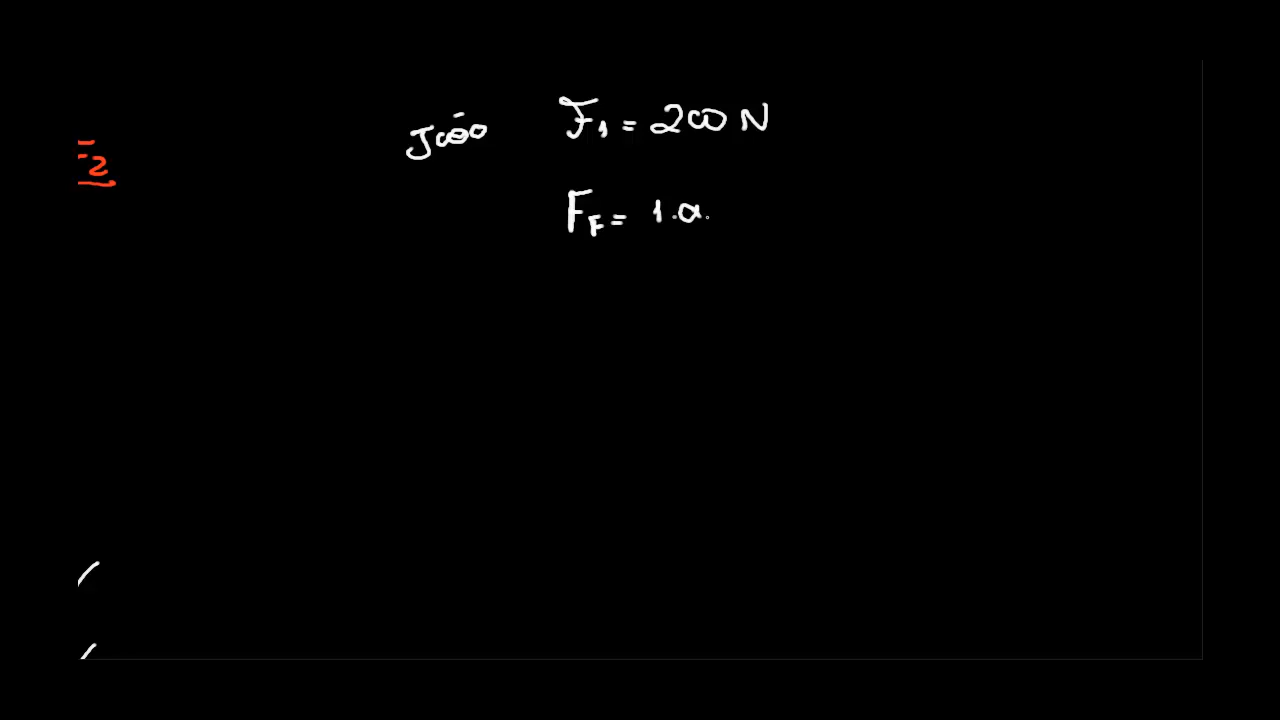 João F₁ = 200 N
F_F = 1.a.
2